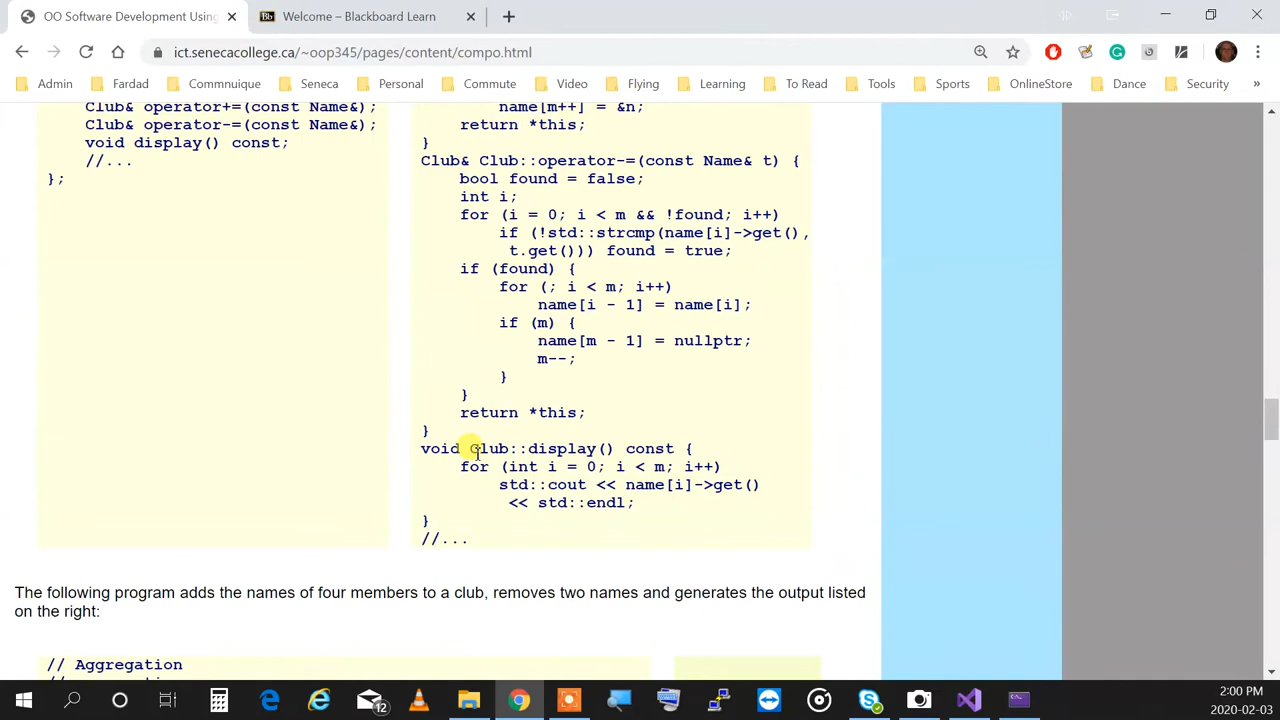 OO Software Development Using
Welcome – Blackboard Learn
ict.senecacollege.ca/~oop345/pages/content/compo.html
Admin
Fardad
Commnuique
Seneca
Personal
Commute
Video
Flying
Learning
To Read
Tools
Sports
OnlineStore
Dance
Security
»
Club& operator+=(const Name&);
Club& operator-=(const Name&);
void display() const;
//...
};
name[m++] = &n;
return *this;
}
Club& Club::operator-=(const Name& t) {
bool found = false;
int i;
for (i = 0; i < m && !found; i++)
if (!std::strcmp(name[i]->get(),
t.get())) found = true;
if (found) {
for (; i < m; i++)
name[i - 1] = name[i];
if (m) {
name[m - 1] = nullptr;
m--;
}
}
return *this;
}
void Club::display() const {
for (int i = 0; i < m; i++)
std::cout << name[i]->get()
<< std::endl;
}
//...
The following program adds the names of four members to a club, removes two names and generates the output listed
on the right:
// Aggregation
12
2:00 PM
2020-02-03